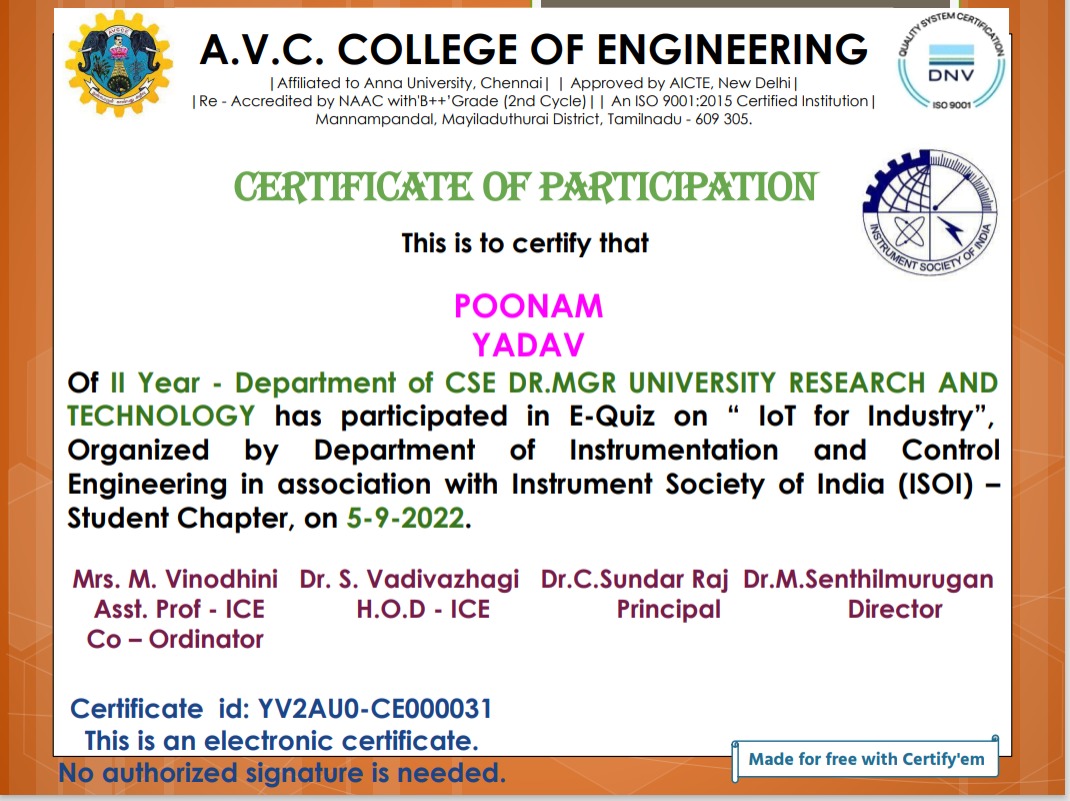 A.V.C. COLLEGE OF ENGINEERING
|Affiliated to Anna University, Chennai| | Approved by AICTE, New Delhi|
|Re - Accredited by NAAC with'B++'Grade (2nd Cycle)|| An ISO 9001:2015 Certified Institution|
Mannampandal, Mayiladuthurai District, Tamilnadu - 609 305.
AVCCE
QUALITY SYSTEM CERTIFICATION
DNV
ISO 9001
CERTIFICATE OF PARTICIPATION
INSTRUMENT SOCIETY OF INDIA
This is to certify that
POONAM
YADAV
Of II Year - Department of CSE DR.MGR UNIVERSITY RESEARCH AND
TECHNOLOGY has participated in E-Quiz on “ IoT for Industry”,
Organized by Department of Instrumentation and Control
Engineering in association with Instrument Society of India (ISOI) –
Student Chapter, on 5-9-2022.
Mrs. M. Vinodhini Dr. S. Vadivazhagi Dr.C.Sundar Raj Dr.M.Senthilmurugan
Asst. Prof - ICE H.O.D - ICE Principal Director
Co – Ordinator
Certificate id: YV2AU0-CE000031
This is an electronic certificate.
No authorized signature is needed.
Made for free with Certify'em